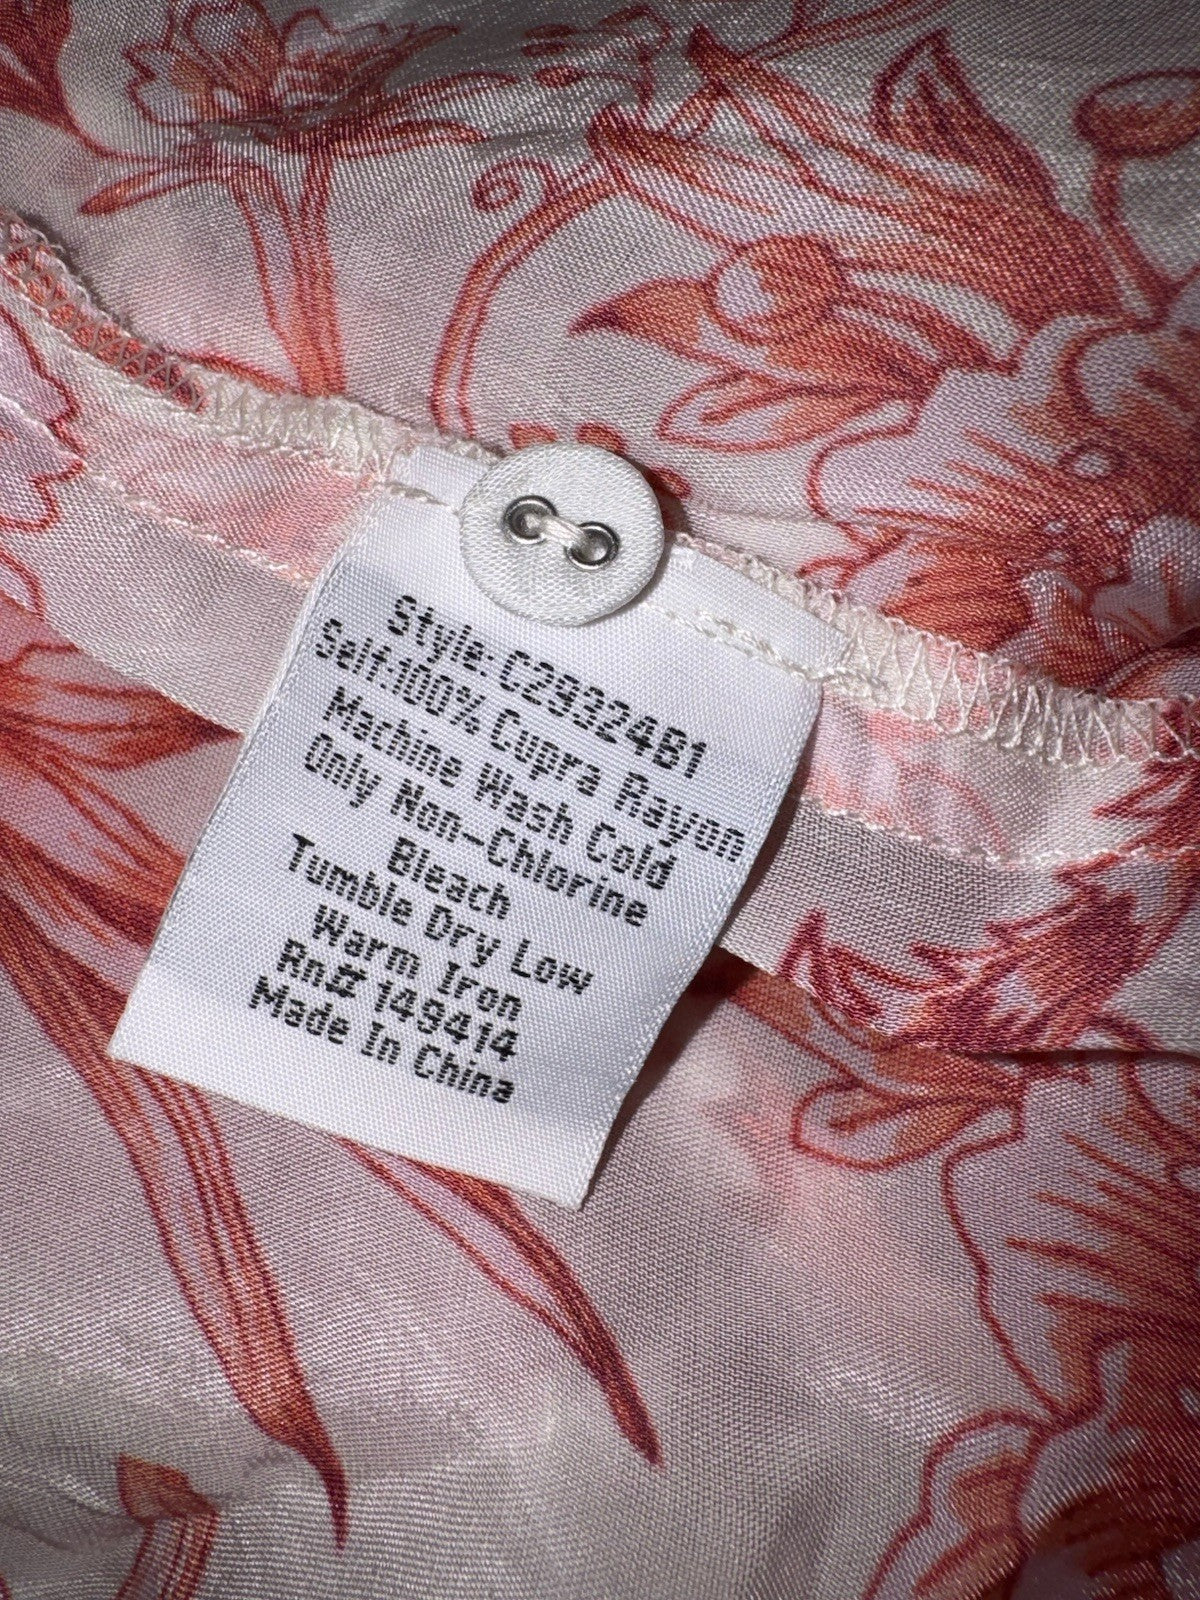 Style: C29324B1
Self:100% Cupra Rayon
Machine Wash Cold
Only Non-Chlorine
Bleach
Tumble Dry Low
Warm Iron
Rn# 149414
Made In China